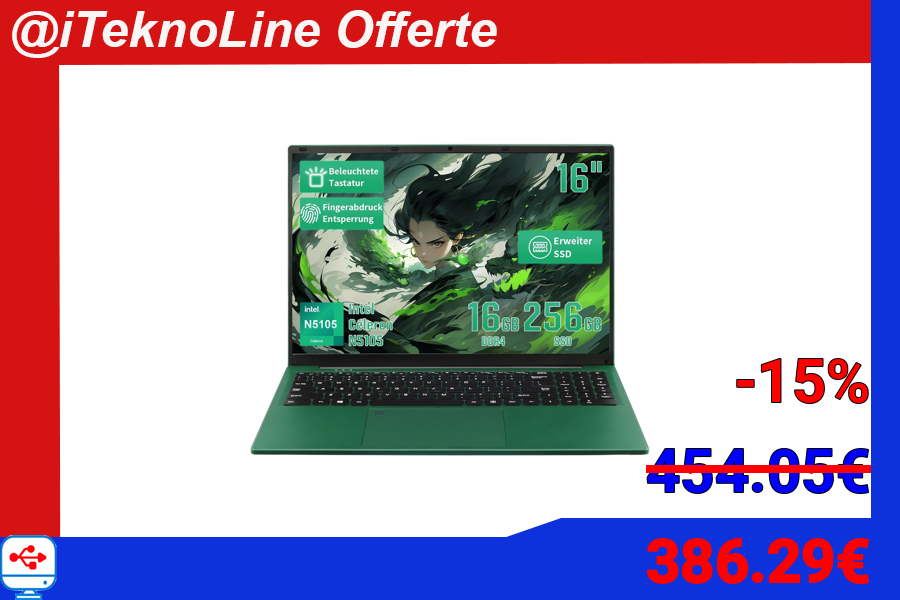 @iTeknoLine Offerte
Beleuchtete
Tastatur
16"
Fingerabdruck
Entsperrung
Erweiter
SSD
intel.
N5105
Celeron
Intel
Celeron
N5105
16GB 256GB
DDR4 SSD
-15%
454.05€
386.29€